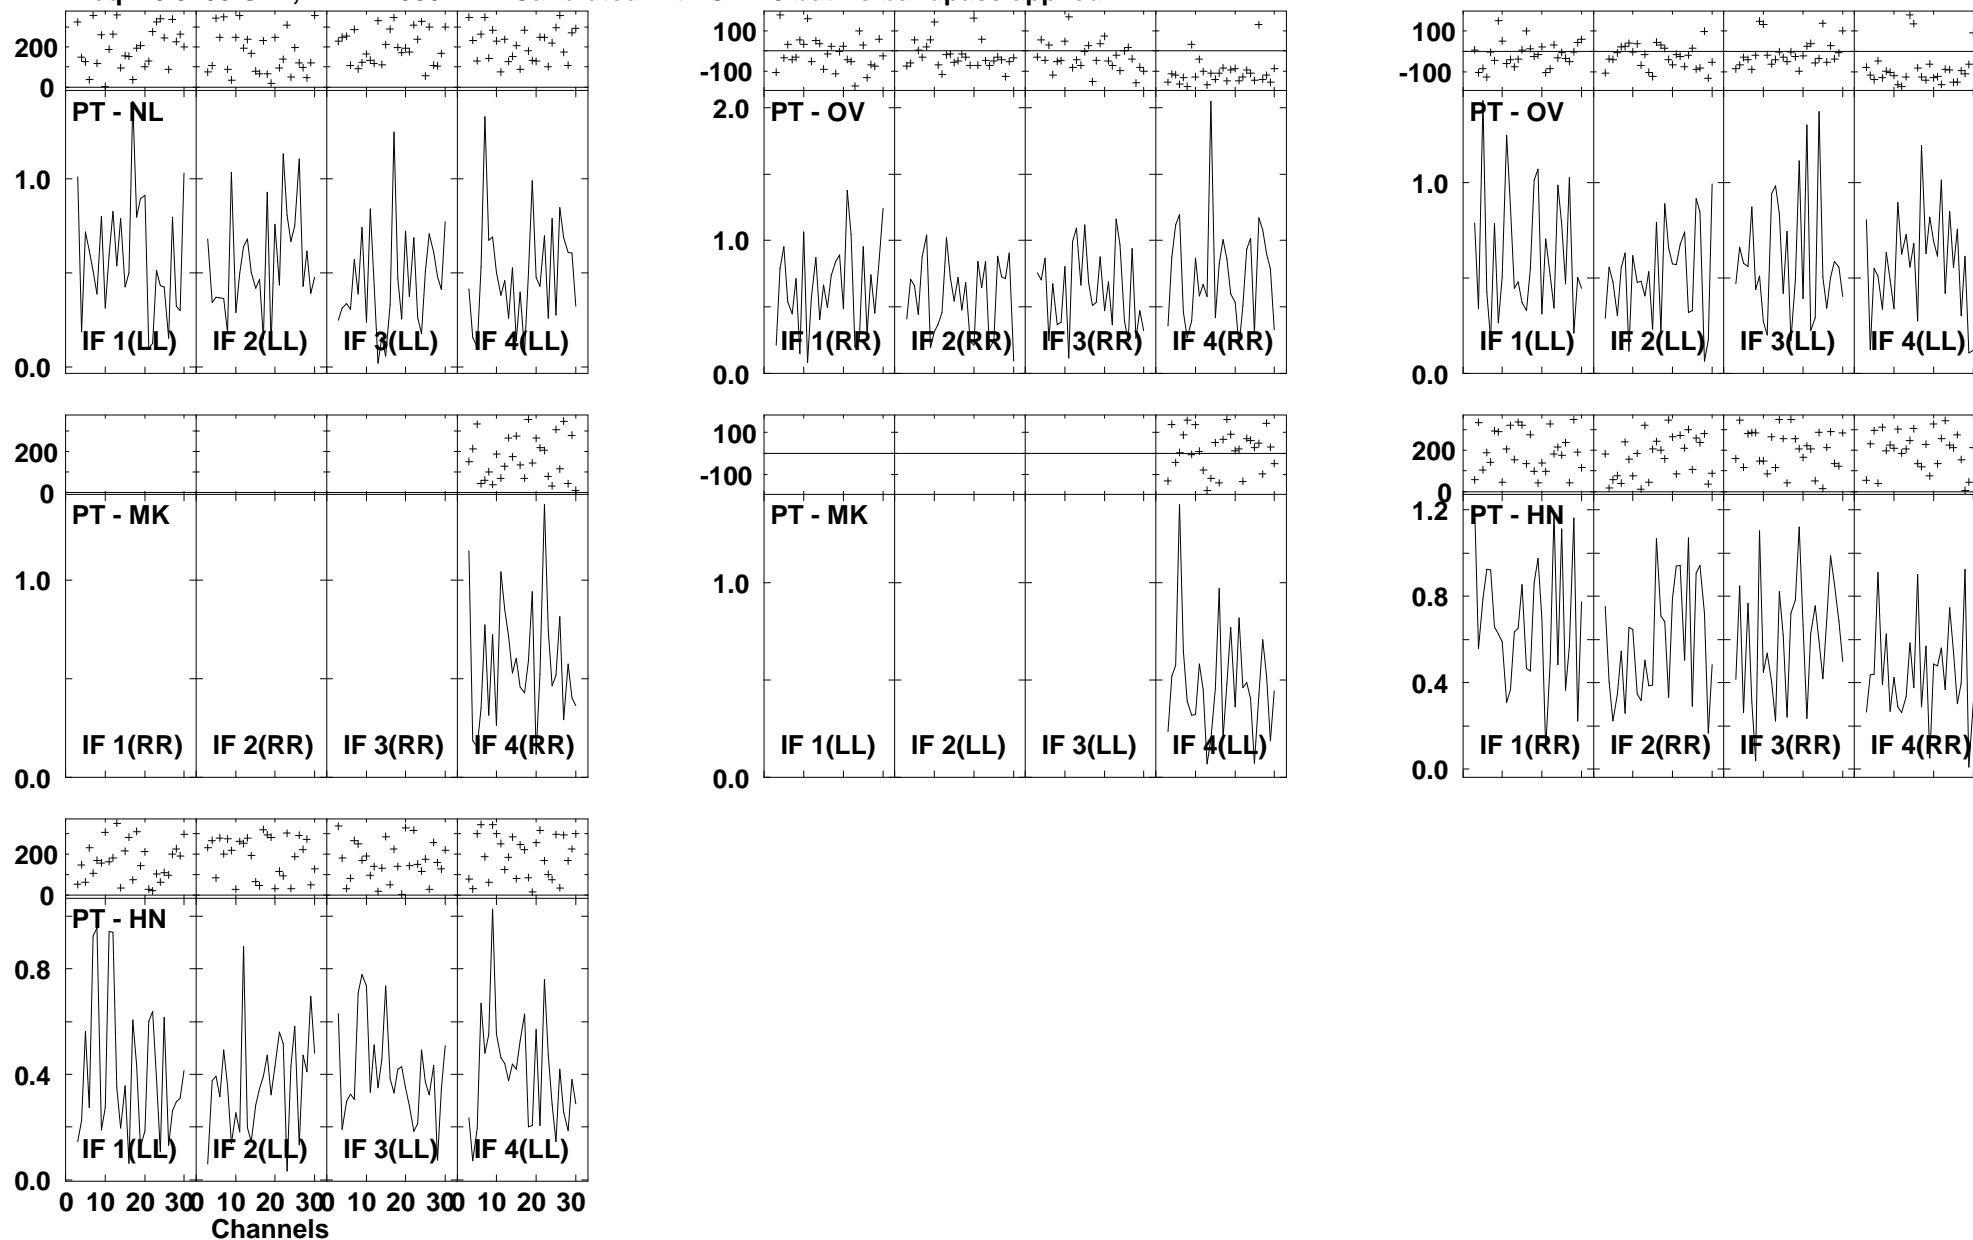 200 0 100 -100 100 -100
PT - NL PT - OV PT - OV
1.0 0.0 2.0 1.0 0.0 1.0 0.0
IF 1(LL) IF 2(LL) IF 3(LL) IF 4(LL) IF 1(RR) IF 2(RR) IF 3(RR) IF 4(RR) IF 1(LL) IF 2(LL) IF 3(LL) IF 4(LL)
200 0 100 -100 200 0
PT - MK PT - MK PT - HN
1.0 0.0 1.0 0.0 1.2 0.8 0.4 0.0
IF 1(RR) IF 2(RR) IF 3(RR) IF 4(RR) IF 1(LL) IF 2(LL) IF 3(LL) IF 4(LL) IF 1(RR) IF 2(RR) IF 3(RR) IF 4(RR)
200 0
PT - HN
0.8 0.4 0.0
IF 1(LL) IF 2(LL) IF 3(LL) IF 4(LL)
0 10 20 30 0 10 20 30 0 10 20 30 0 10 20 30
Channels